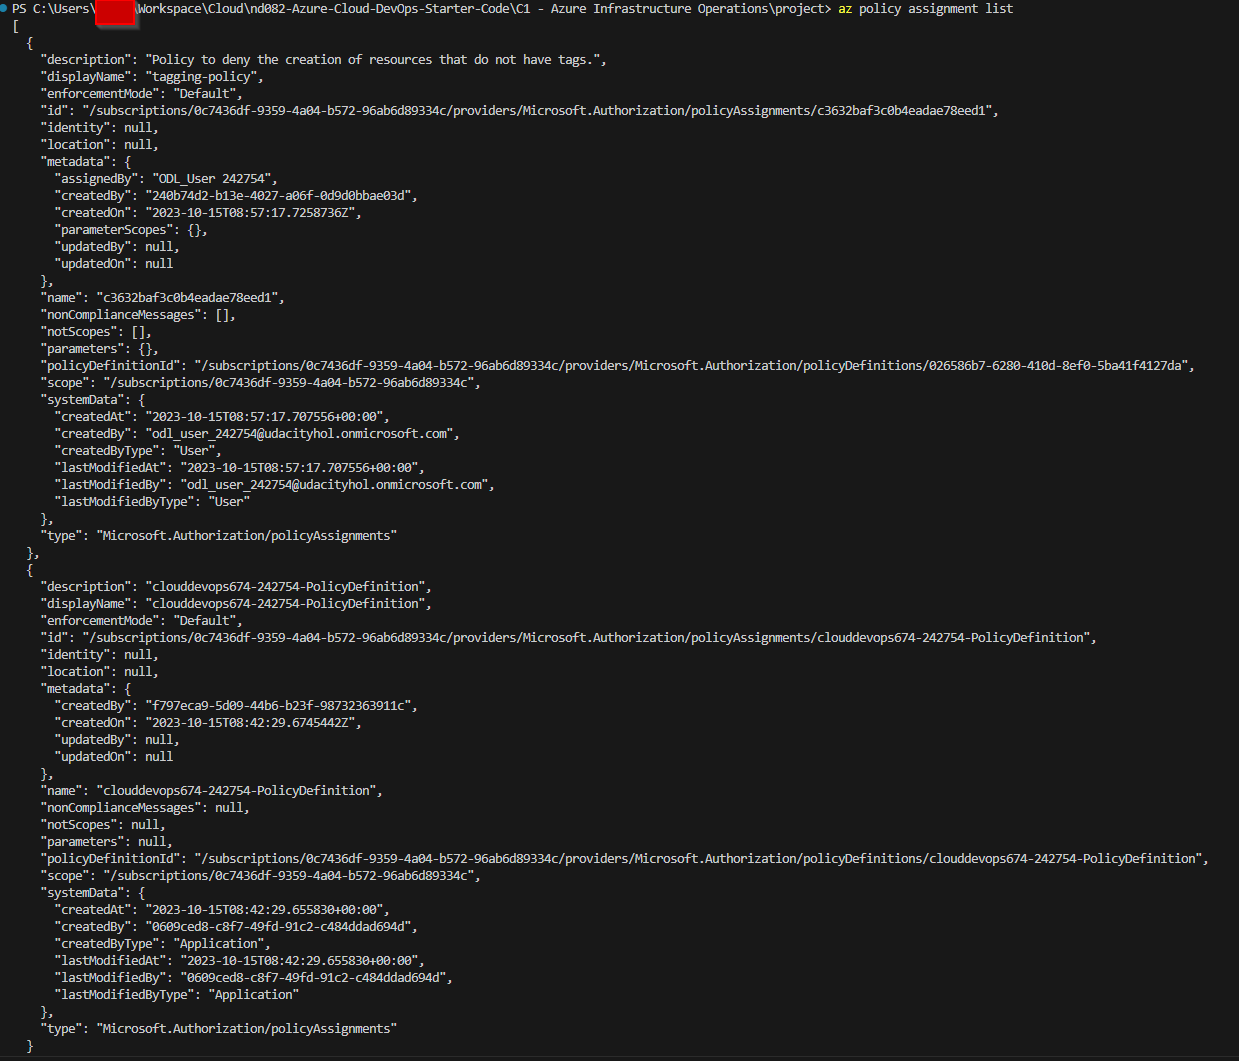 PS C:\Users\ \Workspace\Cloud\nd082-Azure-Cloud-DevOps-Starter-Code\C1 - Azure Infrastructure Operations\project> az policy assignment list
[
  {
    "description": "Policy to deny the creation of resources that do not have tags.",
    "displayName": "tagging-policy",
    "enforcementMode": "Default",
    "id": "/subscriptions/0c7436df-9359-4a04-b572-96ab6d89334c/providers/Microsoft.Authorization/policyAssignments/c3632baf3c0b4eadae78eed1",
    "identity": null,
    "location": null,
    "metadata": {
      "assignedBy": "ODL_User 242754",
      "createdBy": "240b74d2-b13e-4027-a06f-0d9d0bbae03d",
      "createdOn": "2023-10-15T08:57:17.7258736Z",
      "parameterScopes": {},
      "updatedBy": null,
      "updatedOn": null
    },
    "name": "c3632baf3c0b4eadae78eed1",
    "nonComplianceMessages": [],
    "notScopes": [],
    "parameters": {},
    "policyDefinitionId": "/subscriptions/0c7436df-9359-4a04-b572-96ab6d89334c/providers/Microsoft.Authorization/policyDefinitions/026586b7-6280-410d-8ef0-5ba41f4127da",
    "scope": "/subscriptions/0c7436df-9359-4a04-b572-96ab6d89334c",
    "systemData": {
      "createdAt": "2023-10-15T08:57:17.707556+00:00",
      "createdBy": "odl_user_242754@udacityhol.onmicrosoft.com",
      "createdByType": "User",
      "lastModifiedAt": "2023-10-15T08:57:17.707556+00:00",
      "lastModifiedBy": "odl_user_242754@udacityhol.onmicrosoft.com",
      "lastModifiedByType": "User"
    },
    "type": "Microsoft.Authorization/policyAssignments"
  },
  {
    "description": "clouddevops674-242754-PolicyDefinition",
    "displayName": "clouddevops674-242754-PolicyDefinition",
    "enforcementMode": "Default",
    "id": "/subscriptions/0c7436df-9359-4a04-b572-96ab6d89334c/providers/Microsoft.Authorization/policyAssignments/clouddevops674-242754-PolicyDefinition",
    "identity": null,
    "location": null,
    "metadata": {
      "createdBy": "f797eca9-5d09-44b6-b23f-98732363911c",
      "createdOn": "2023-10-15T08:42:29.6745442Z",
      "updatedBy": null,
      "updatedOn": null
    },
    "name": "clouddevops674-242754-PolicyDefinition",
    "nonComplianceMessages": null,
    "notScopes": null,
    "parameters": null,
    "policyDefinitionId": "/subscriptions/0c7436df-9359-4a04-b572-96ab6d89334c/providers/Microsoft.Authorization/policyDefinitions/clouddevops674-242754-PolicyDefinition",
    "scope": "/subscriptions/0c7436df-9359-4a04-b572-96ab6d89334c",
    "systemData": {
      "createdAt": "2023-10-15T08:42:29.655830+00:00",
      "createdBy": "0609ced8-c8f7-49fd-91c2-c484ddad694d",
      "createdByType": "Application",
      "lastModifiedAt": "2023-10-15T08:42:29.655830+00:00",
      "lastModifiedBy": "0609ced8-c8f7-49fd-91c2-c484ddad694d",
      "lastModifiedByType": "Application"
    },
    "type": "Microsoft.Authorization/policyAssignments"
  }